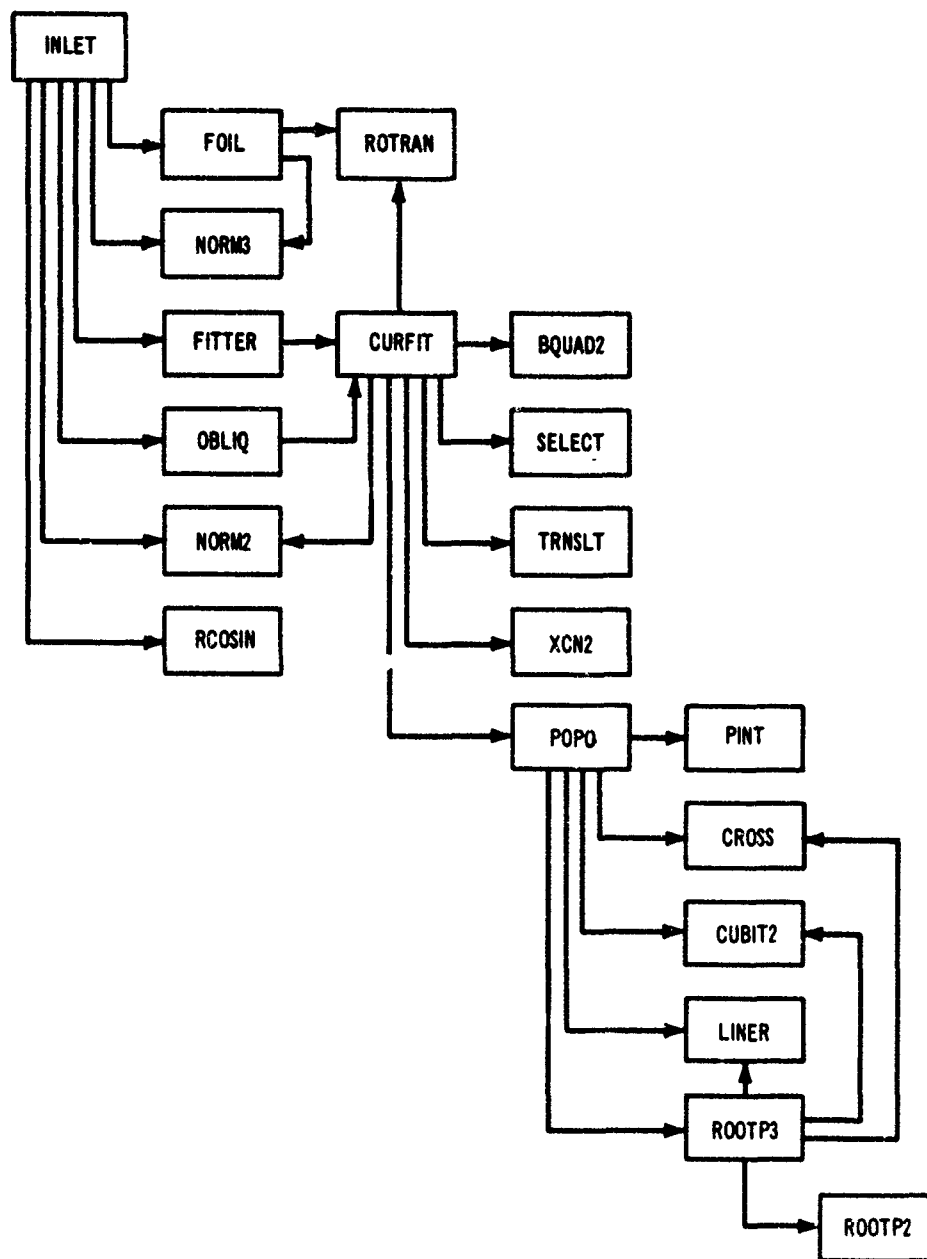 INLET
FOIL
ROTRAN
NORM3
FITTER
CURFIT
BQUAD2
OBLIQ
SELECT
NORM2
TRNSLT
RCOSIN
XCN2
POPO
PINT
CROSS
CUBIT2
LINER
ROOTP3
ROOTP2